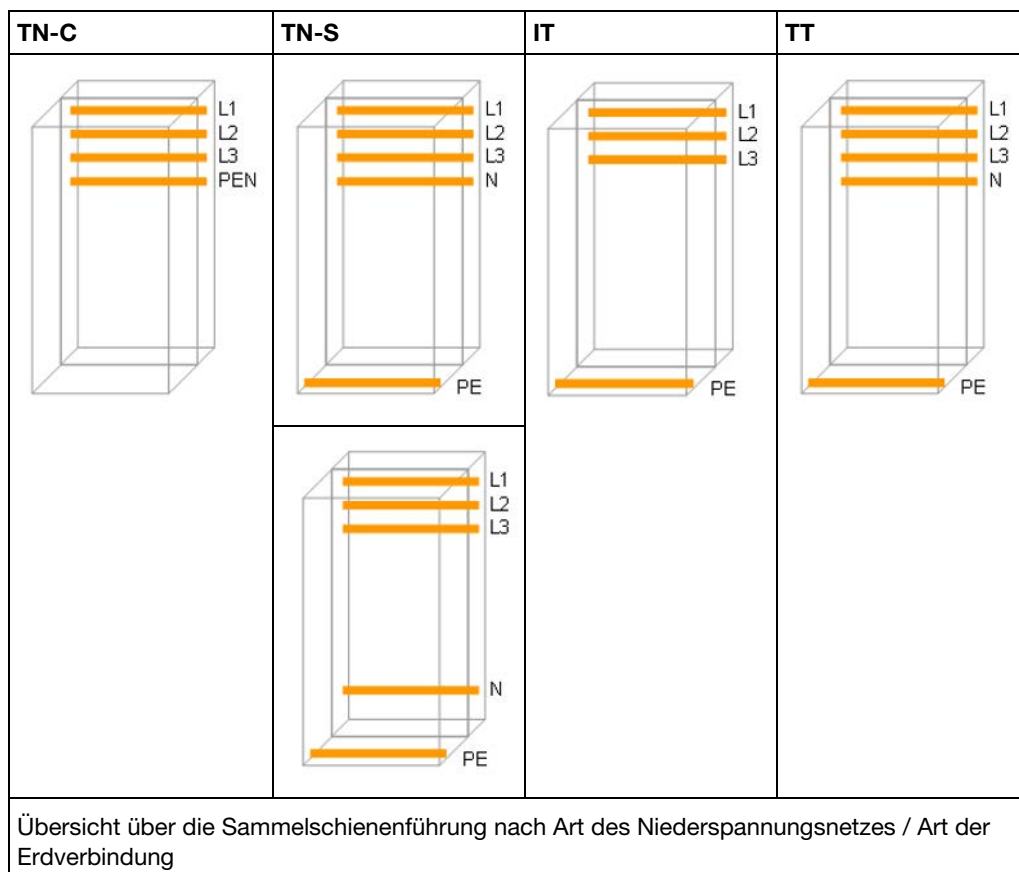 TN-C
TN-S
IT
TT
L1
L2
L3
PEN
L1
L2
L3
N
PE
L1
L2
L3
PE
L1
L2
L3
N
PE
L1
L2
L3
N
PE
Übersicht über die Sammelschienenführung nach Art des Niederspannungsnetzes / Art der
Erdverbindung